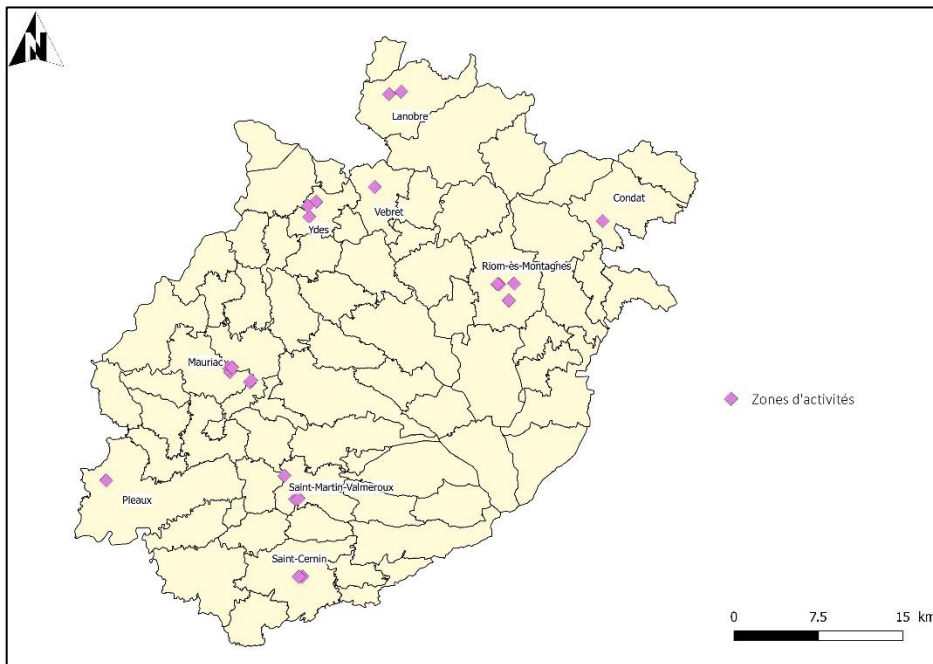 N
Lanobre
Condat
Vebret
Ydes
Riom-ès-Montagnes
Mauriac
Zones d'activités
Pleaux
Saint-Martin-Valmeroux
Saint-Cernin
0 7.5 15 km